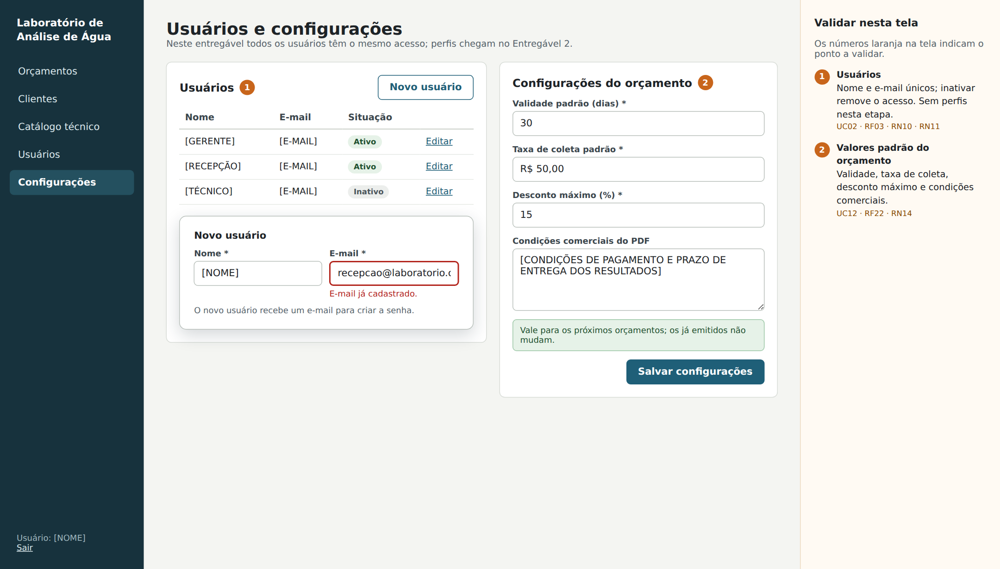 Laboratório de
Análise de Água
Orçamentos
Clientes
Catálogo técnico
Usuários
Configurações
Usuário: [NOME]
Sair
Usuários e configurações
Neste entregável todos os usuários têm o mesmo acesso; perfis chegam no Entregável 2.
Usuários 1
Novo usuário
Nome E-mail Situação
[GERENTE] [E-MAIL] Ativo Editar
[RECEPÇÃO] [E-MAIL] Ativo Editar
[TÉCNICO] [E-MAIL] Inativo Editar
Novo usuário
Nome * E-mail *
[NOME] recepcao@laboratorio.c
E-mail já cadastrado.
O novo usuário recebe um e-mail para criar a senha.
Configurações do orçamento 2
Validade padrão (dias) *
30
Taxa de coleta padrão *
R$ 50,00
Desconto máximo (%) *
15
Condições comerciais do PDF
[CONDIÇÕES DE PAGAMENTO E PRAZO DE
ENTREGA DOS RESULTADOS]
Vale para os próximos orçamentos; os já emitidos não
mudam.
Salvar configurações
Validar nesta tela
Os números laranja na tela indicam o
ponto a validar.
1 Usuários
Nome e e-mail únicos; inativar
remove o acesso. Sem perfis
nesta etapa.
UC02 · RF03 · RN10 · RN11
2 Valores padrão do
orçamento
Validade, taxa de coleta,
desconto máximo e condições
comerciais.
UC12 · RF22 · RN14